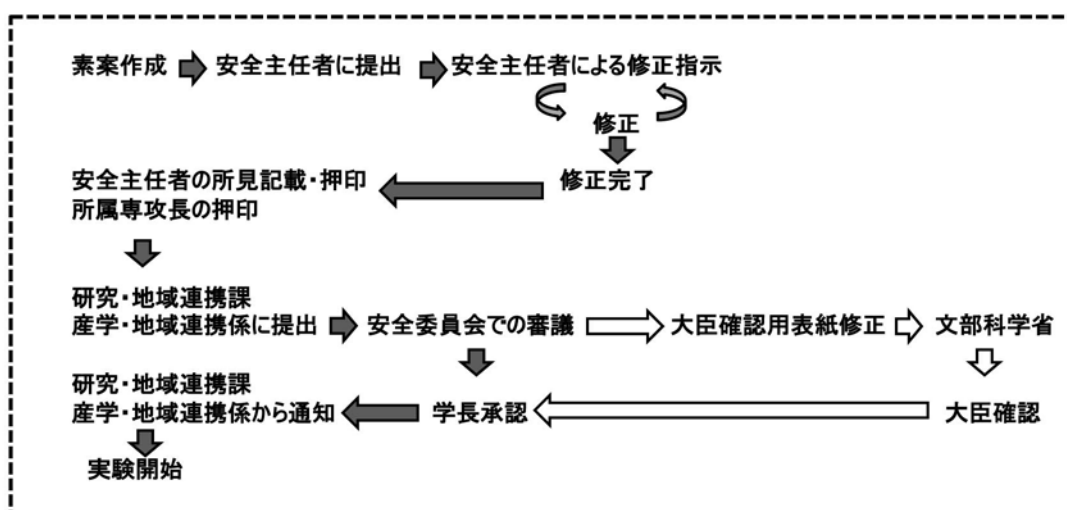 素案作成
安全主任者に提出
安全主任者による修正指示
修正
修正完了
安全主任者の所見記載・押印
所属専攻長の押印
研究・地域連携課
産学・地域連携係に提出
安全委員会での審議
大臣確認用表紙修正
文部科学省
研究・地域連携課
産学・地域連携係から通知
学長承認
大臣確認
実験開始